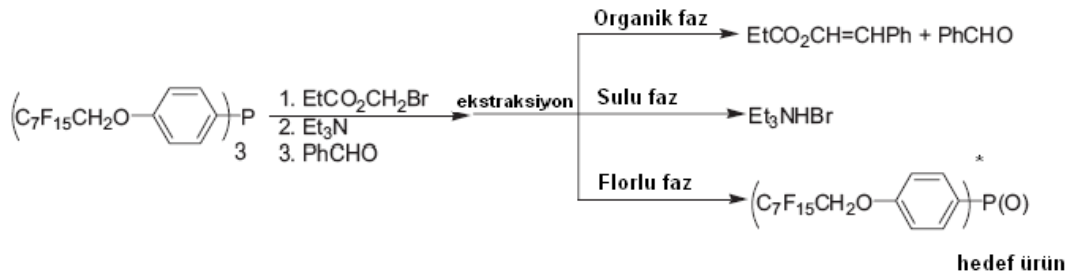 Organik faz
EtCO₂CH=CHPh + PhCHO
(C₇F₁₅CH₂O P)₃
1. EtCO₂CH₂Br
2. Et₃N
3. PhCHO
ekstraksiyon
Sulu faz
Et₃NHBr
Florlu faz
*
(C₇F₁₅CH₂O )P(O)
hedef ürün